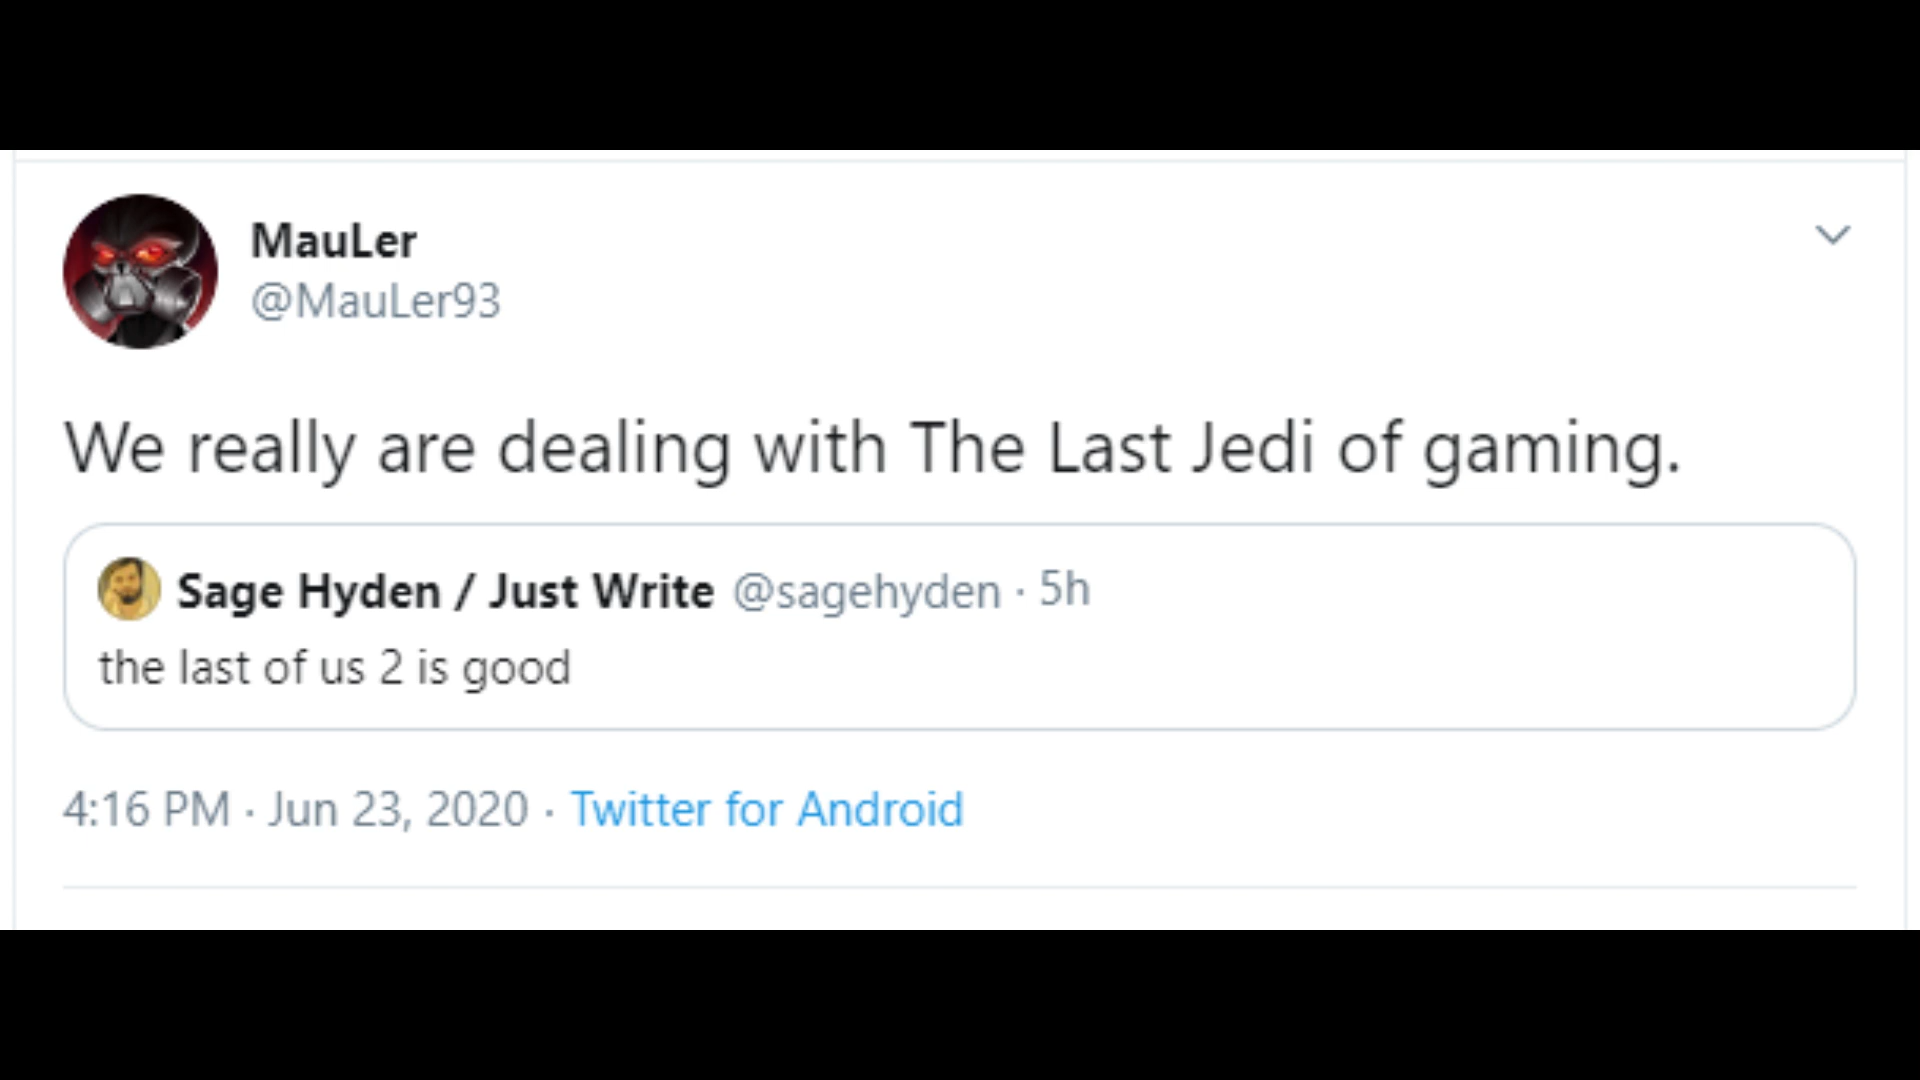 MauLer
@MauLer93
We really are dealing with The Last Jedi of gaming.
Sage Hyden / Just Write @sagehyden · 5h
the last of us 2 is good
4:16 PM · Jun 23, 2020 · Twitter for Android